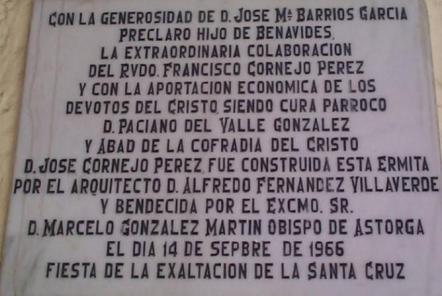 CON LA GENEROSIDAD DE D. JOSE Mª BARRIOS GARCIA
PRECLARO HIJO DE BENAVIDES,
LA EXTRAORDINARIA COLABORACION
DEL RVDO. FRANCISCO CORNEJO PEREZ
Y CON LA APORTACION ECONOMICA DE LOS
DEVOTOS DEL CRISTO, SIENDO CURA PARROCO
D. PACIANO DEL VALLE GONZALEZ
Y ABAD DE LA COFRADIA DEL CRISTO
D. JOSE CORNEJO PEREZ, FUE CONSTRUIDA ESTA ERMITA
POR EL ARQUITECTO D. ALFREDO FERNANDEZ VILLAVERDE
Y BENDECIDA POR EL EXCMO. SR.
D. MARCELO GONZALEZ MARTIN OBISPO DE ASTORGA
EL DIA 14 DE SEPBRE DE 1966
FIESTA DE LA EXALTACION DE LA SANTA CRUZ